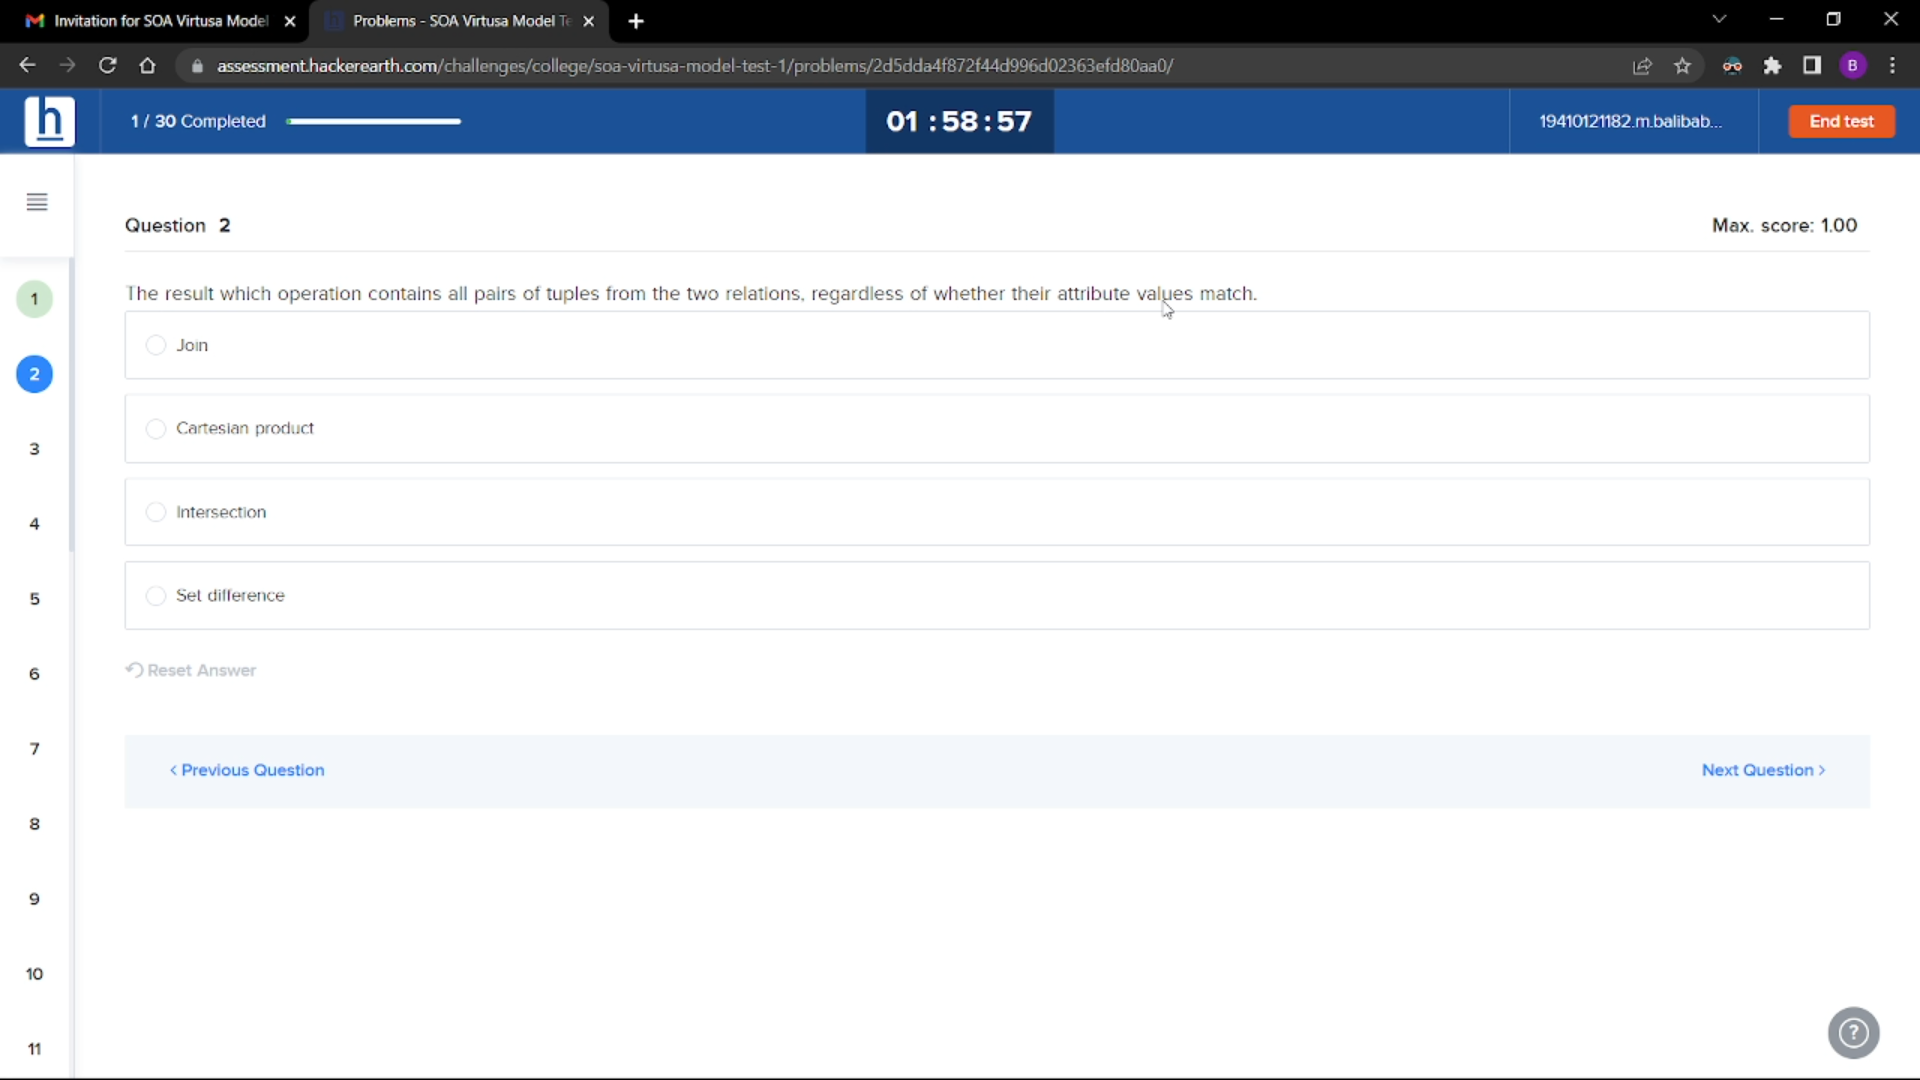 Invitation for SOA Virtusa Model
Problems - SOA Virtusa Model Te
assessment.hackerearth.com/challenges/college/soa-virtusa-model-test-1/problems/2d5dda4f872f44d996d02363efd80aa0/
B
h
1 / 30 Completed
01 : 58 : 57
19410121182.m.balibab...
End test
Question 2
Max. score: 1.00
The result which operation contains all pairs of tuples from the two relations, regardless of whether their attribute values match.
Join
Cartesian product
Intersection
Set difference
Reset Answer
< Previous Question
Next Question >
1
2
3
4
5
6
7
8
9
10
11
?